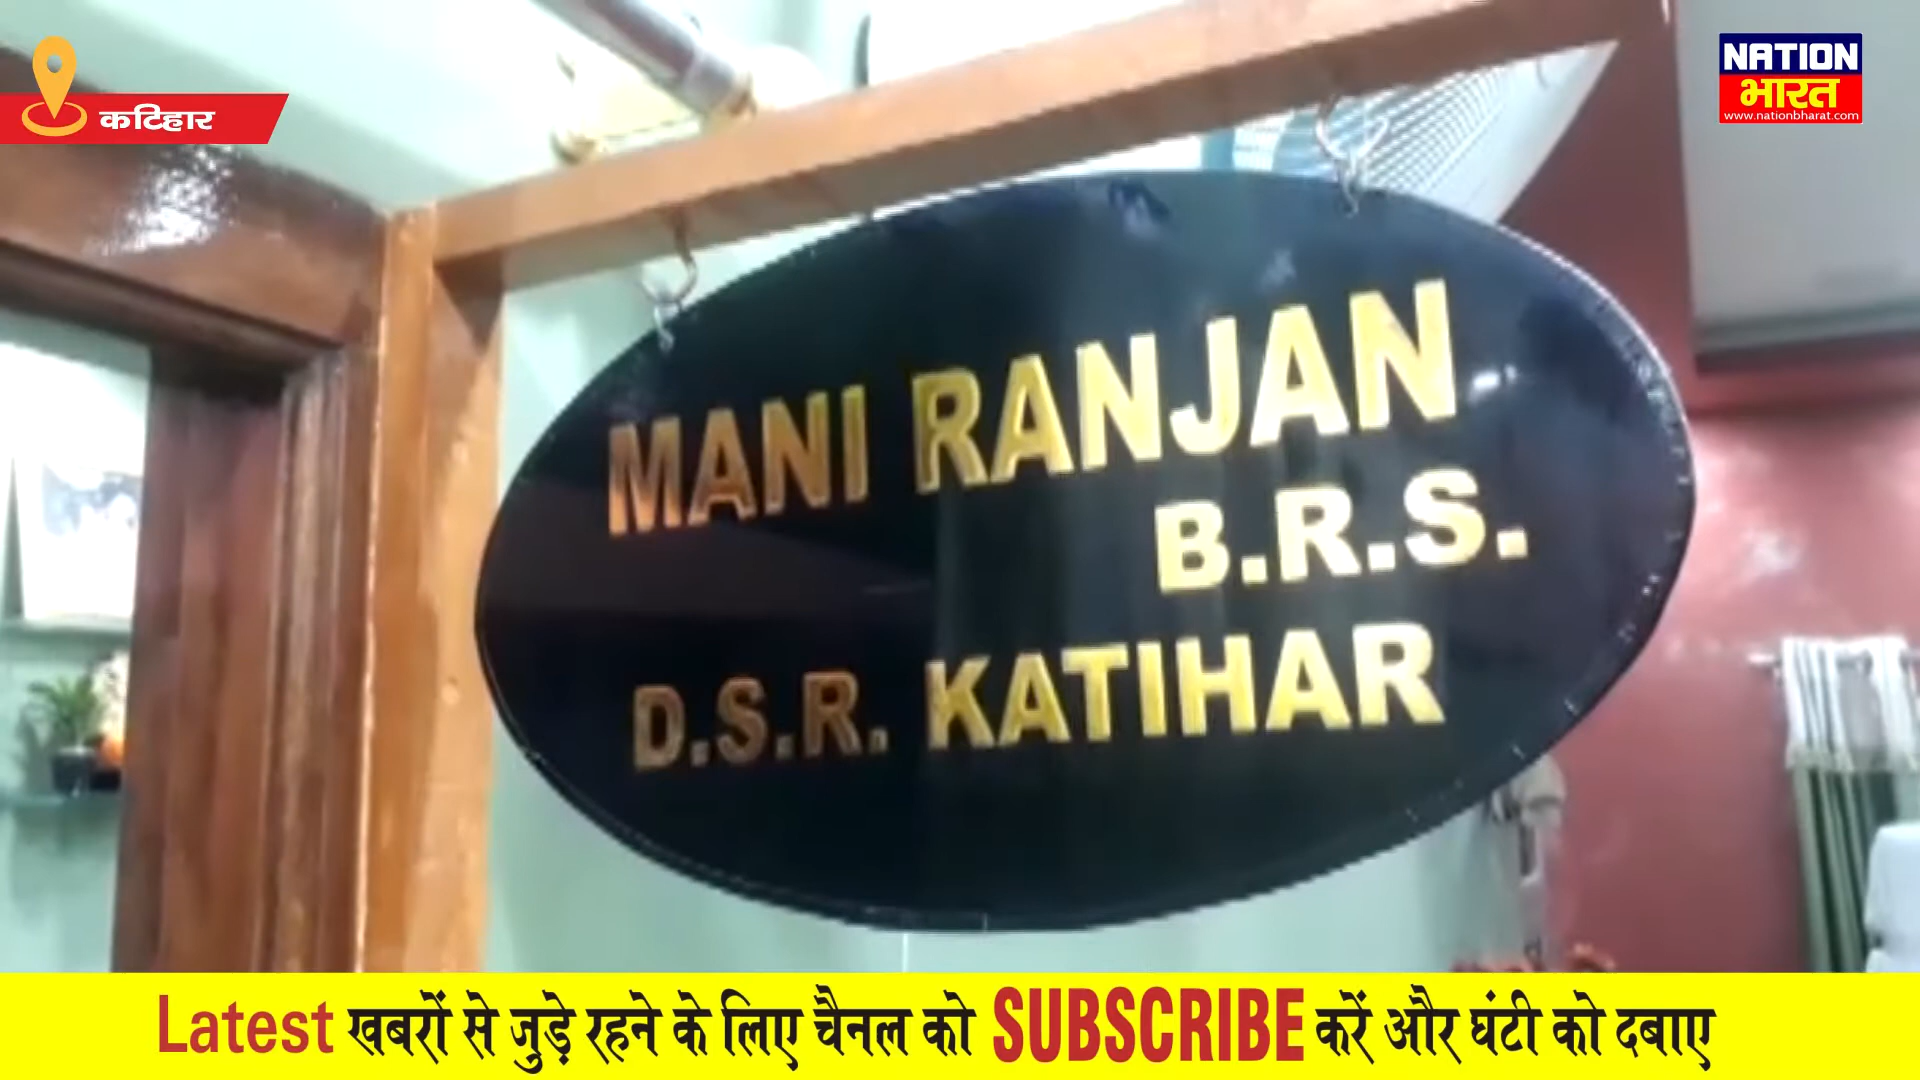 कटिहार
NATION
भारत
www.nationbharat.com
MANI RANJAN
B.R.S.
D.S.R. KATIHAR
Latest खबरों से जुड़े रहने के लिए चैनल को SUBSCRIBE करें और घंटी को दबाए